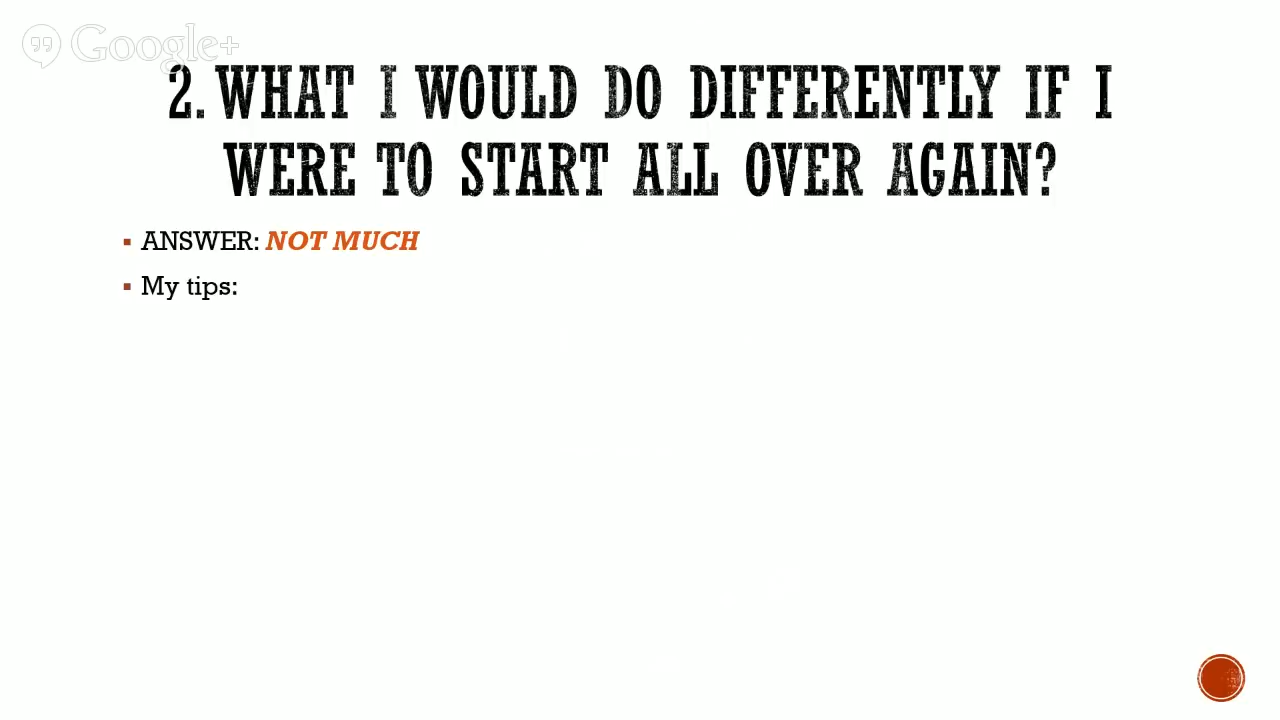 Google+
2. WHAT I WOULD DO DIFFERENTLY IF I
WERE TO START ALL OVER AGAIN?
▪ ANSWER: NOT MUCH
▪ My tips: